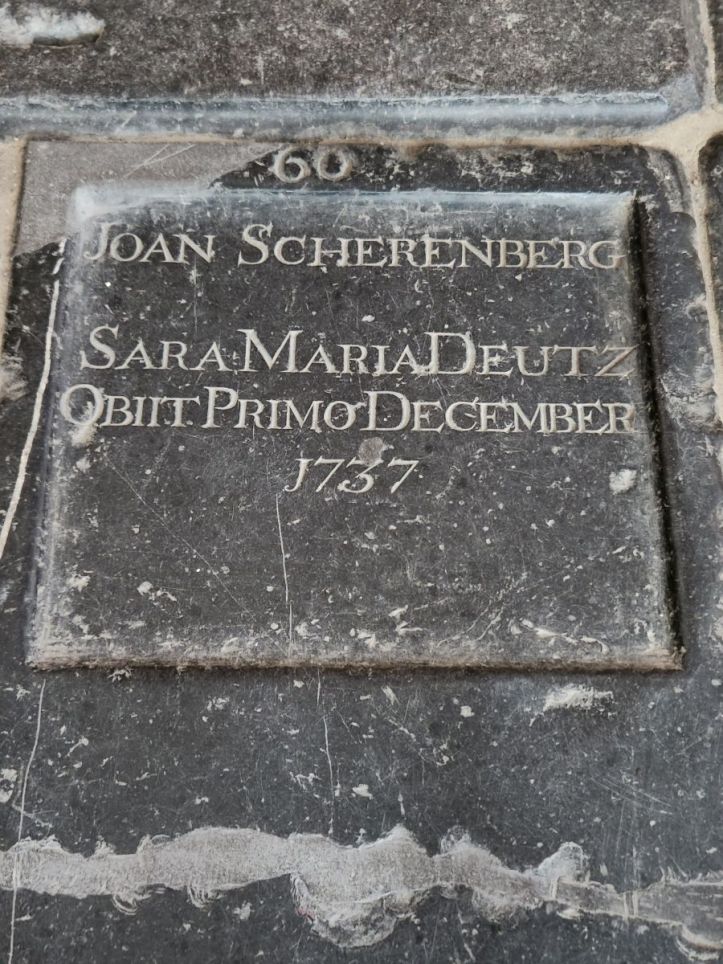 60
JOAN SCHERENBERG
SARA MARIA DEUTZ
OBIIT PRIMO DECEMBER
1737